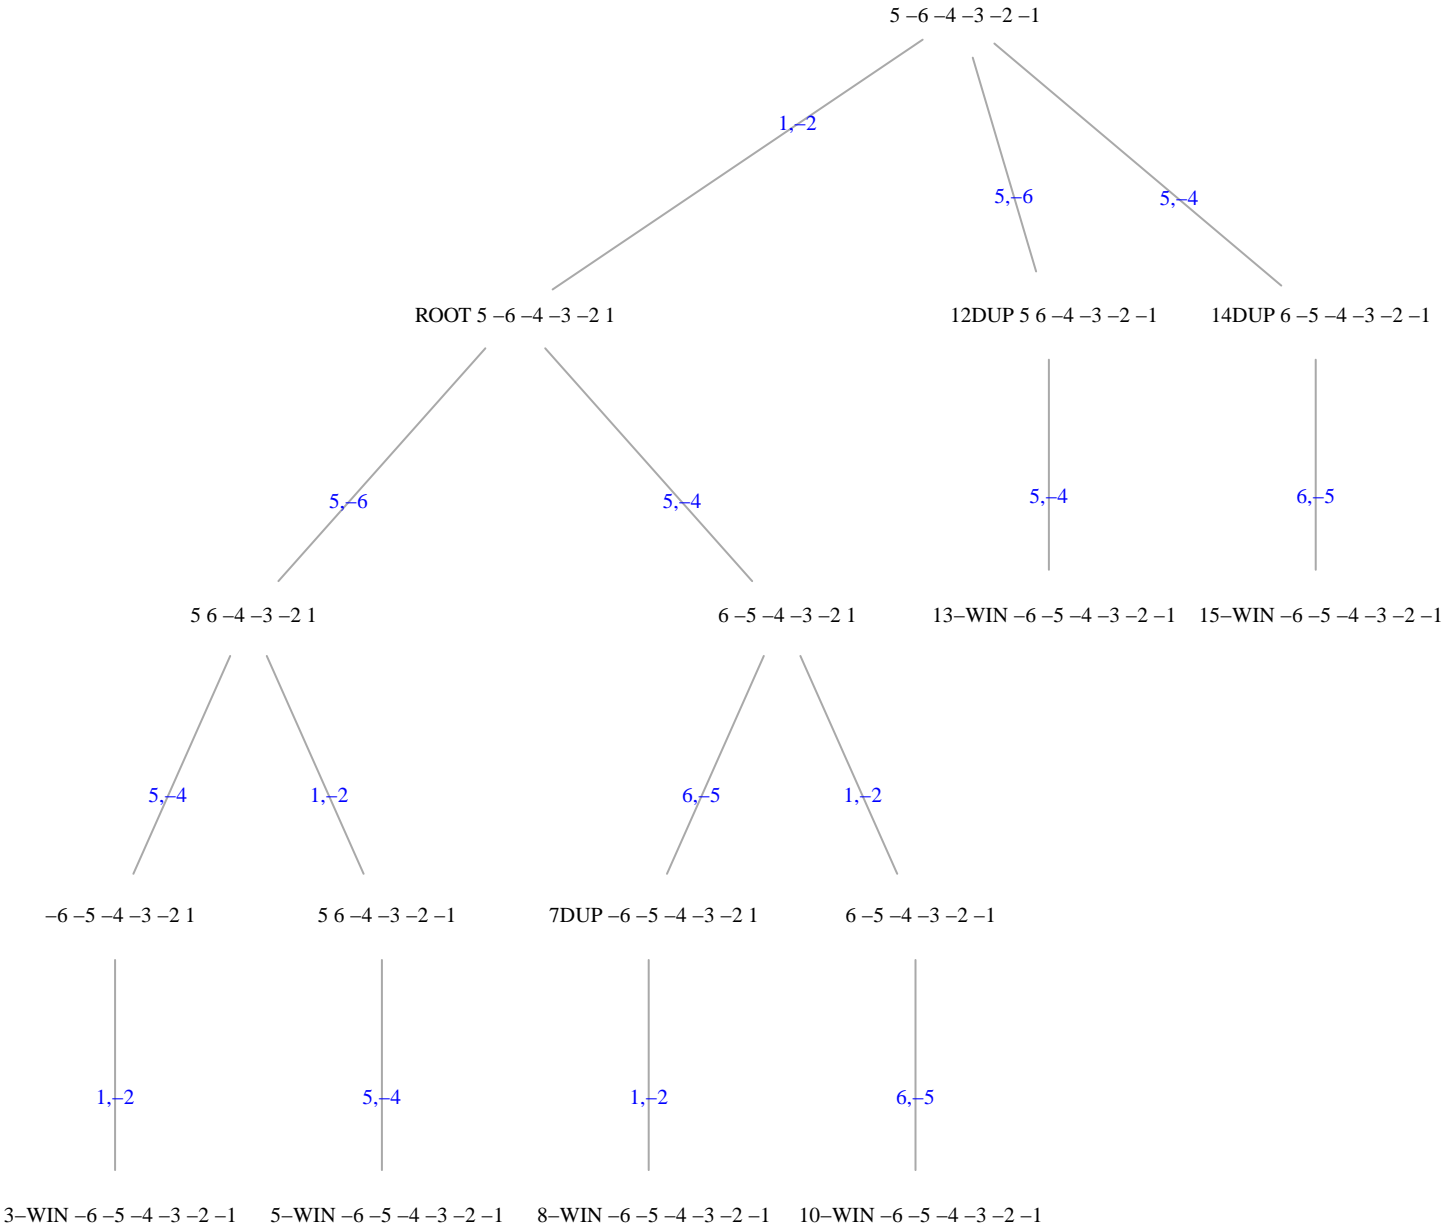 5 –6 –4 –3 –2 –1
1,–2
5,–6
5,–4
ROOT 5 –6 –4 –3 –2 1
12DUP 5 6 –4 –3 –2 –1
14DUP 6 –5 –4 –3 –2 –1
5,–6
5,–4
5,–4
6,–5
5 6 –4 –3 –2 1
6 –5 –4 –3 –2 1
13–WIN –6 –5 –4 –3 –2 –1
15–WIN –6 –5 –4 –3 –2 –1
5,–4
1,–2
6,–5
1,–2
–6 –5 –4 –3 –2 1
5 6 –4 –3 –2 –1
7DUP –6 –5 –4 –3 –2 1
6 –5 –4 –3 –2 –1
1,–2
5,–4
1,–2
6,–5
3–WIN –6 –5 –4 –3 –2 –1
5–WIN –6 –5 –4 –3 –2 –1
8–WIN –6 –5 –4 –3 –2 –1
10–WIN –6 –5 –4 –3 –2 –1